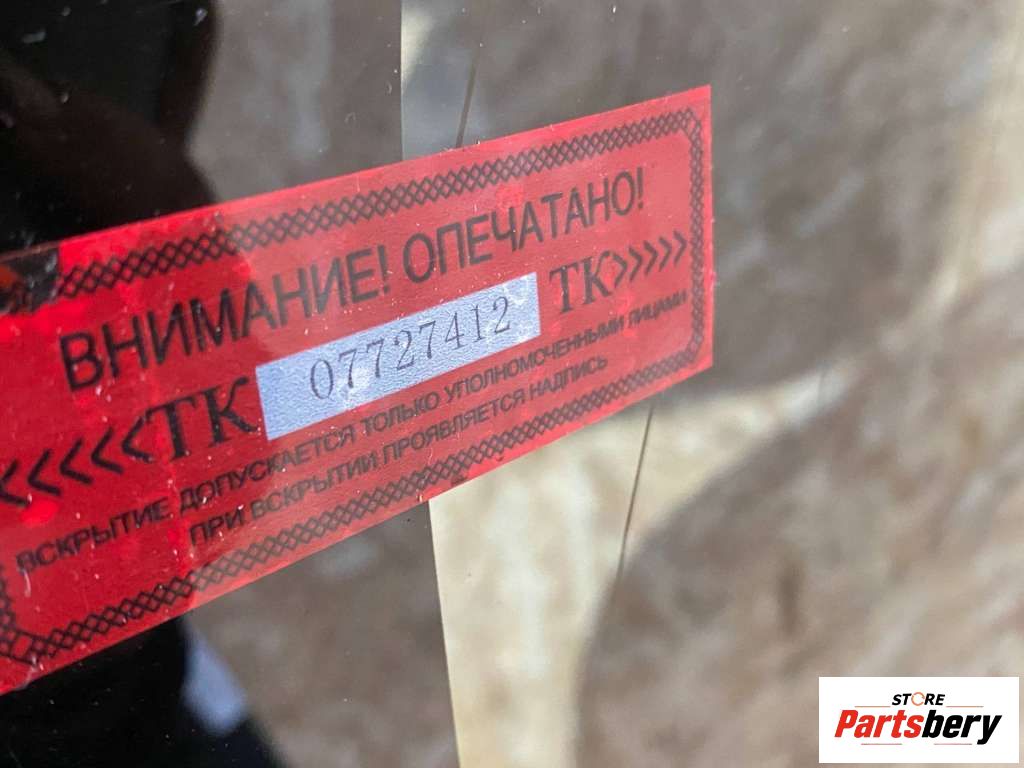 ВНИМАНИЕ! ОПЕЧАТАНО!
<<<<<ТК 07727412 ТК>>>>>
ВСКРЫТИЕ ДОПУСКАЕТСЯ ТОЛЬКО УПОЛНОМОЧЕННЫМИ ЛИЦАМИ
ПРИ ВСКРЫТИИ ПРОЯВЛЯЕТСЯ НАДПИСЬ
STORE
Partsbery